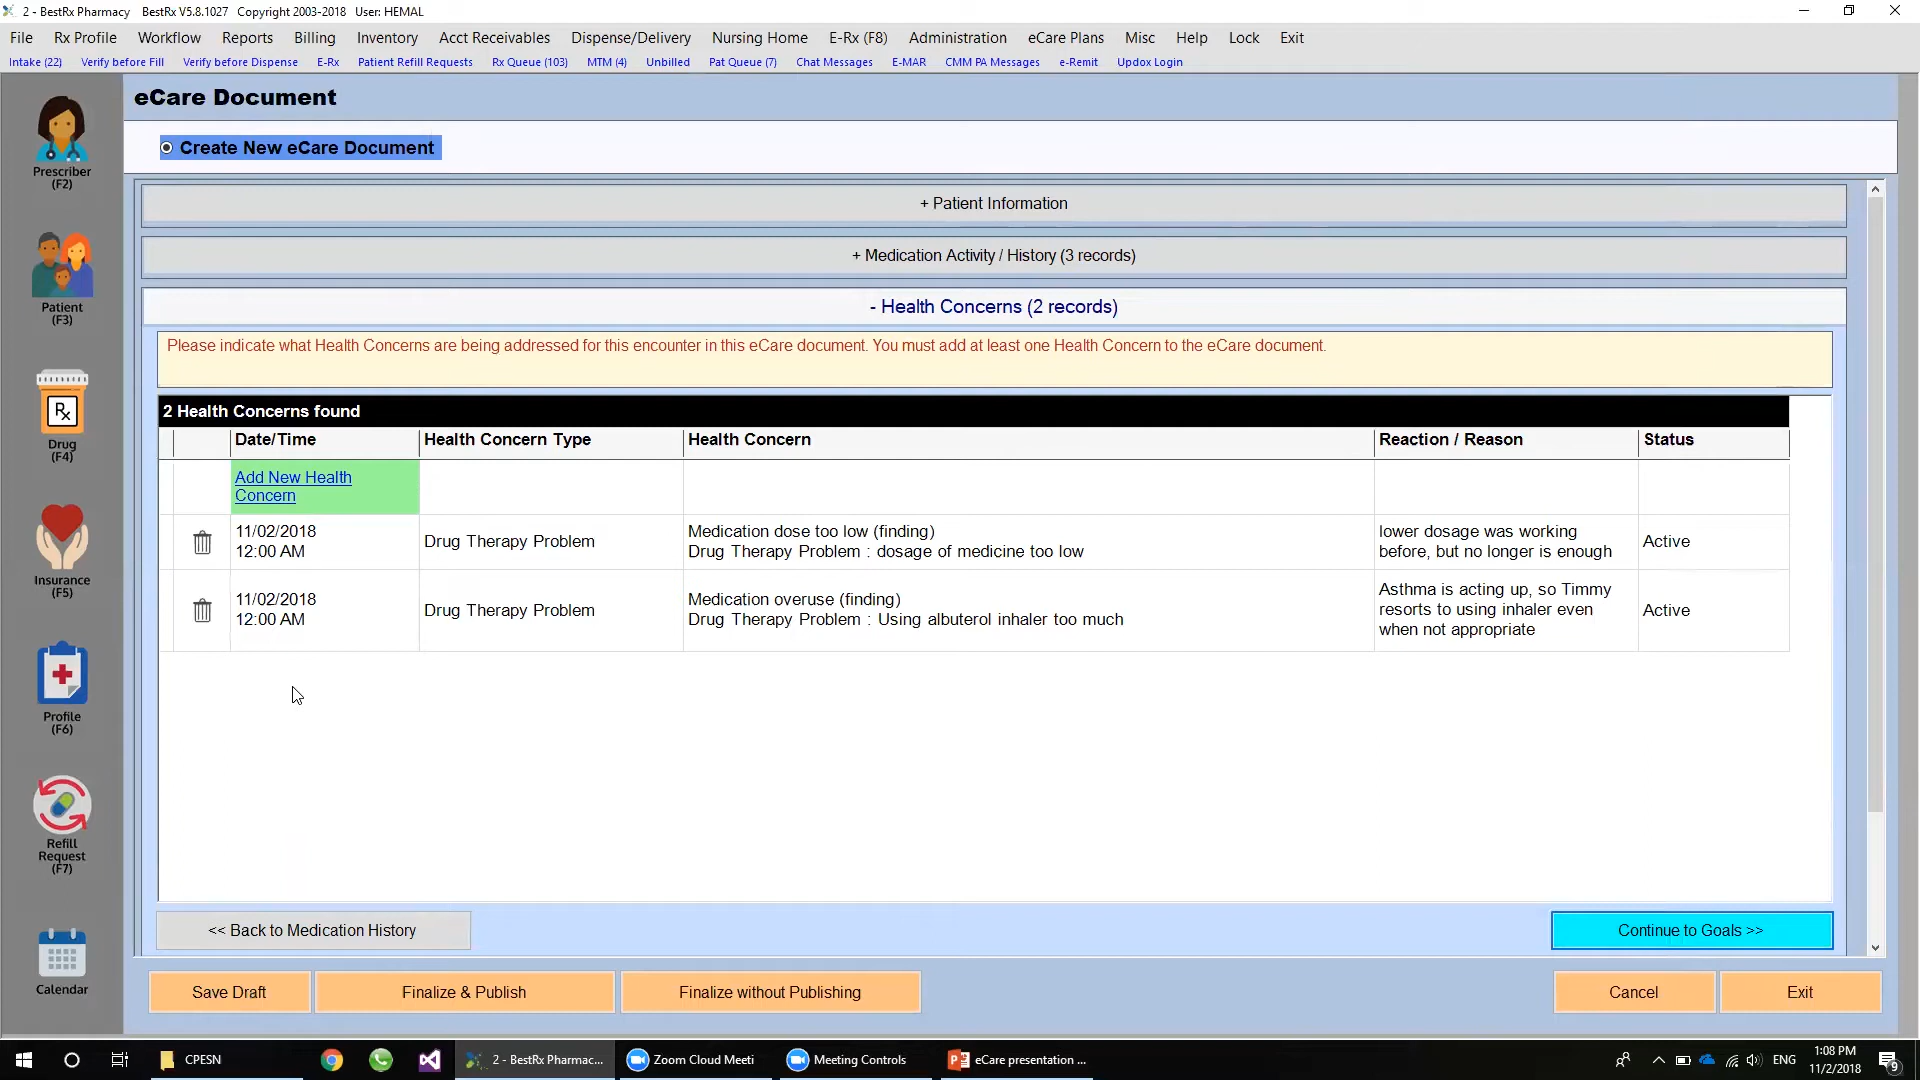 2 - BestRx Pharmacy BestRx V5.8.1027 Copyright 2003-2018 User: HEMAL
File Rx Profile Workflow Reports Billing Inventory Acct Receivables Dispense/Delivery Nursing Home E-Rx (F8) Administration eCare Plans Misc Help Lock Exit
Intake (22) Verify before Fill Verify before Dispense E-Rx Patient Refill Requests Rx Queue (103) MTM (4) Unbilled Pat Queue (7) Chat Messages E-MAR CMM PA Messages e-Remit Updox Login
Prescriber
(F2)
Patient
(F3)
Rx
Drug
(F4)
Insurance
(F5)
Profile
(F6)
Refill
Request
(F7)
Calendar
eCare Document
Create New eCare Document
+ Patient Information
+ Medication Activity / History (3 records)
- Health Concerns (2 records)
Please indicate what Health Concerns are being addressed for this encounter in this eCare document. You must add at least one Health Concern to the eCare document.
2 Health Concerns found
Date/Time Health Concern Type Health Concern Reaction / Reason Status
Add New Health
Concern
11/02/2018
12:00 AM
Drug Therapy Problem
Medication dose too low (finding)
Drug Therapy Problem : dosage of medicine too low
lower dosage was working
before, but no longer is enough
Active
11/02/2018
12:00 AM
Drug Therapy Problem
Medication overuse (finding)
Drug Therapy Problem : Using albuterol inhaler too much
Asthma is acting up, so Timmy
resorts to using inhaler even
when not appropriate
Active
<< Back to Medication History
Continue to Goals >>
Save Draft Finalize & Publish Finalize without Publishing Cancel Exit
CPESN 2 - BestRx Pharmac... Zoom Cloud Meeti Meeting Controls eCare presentation ...
ENG
1:08 PM
11/2/2018
9